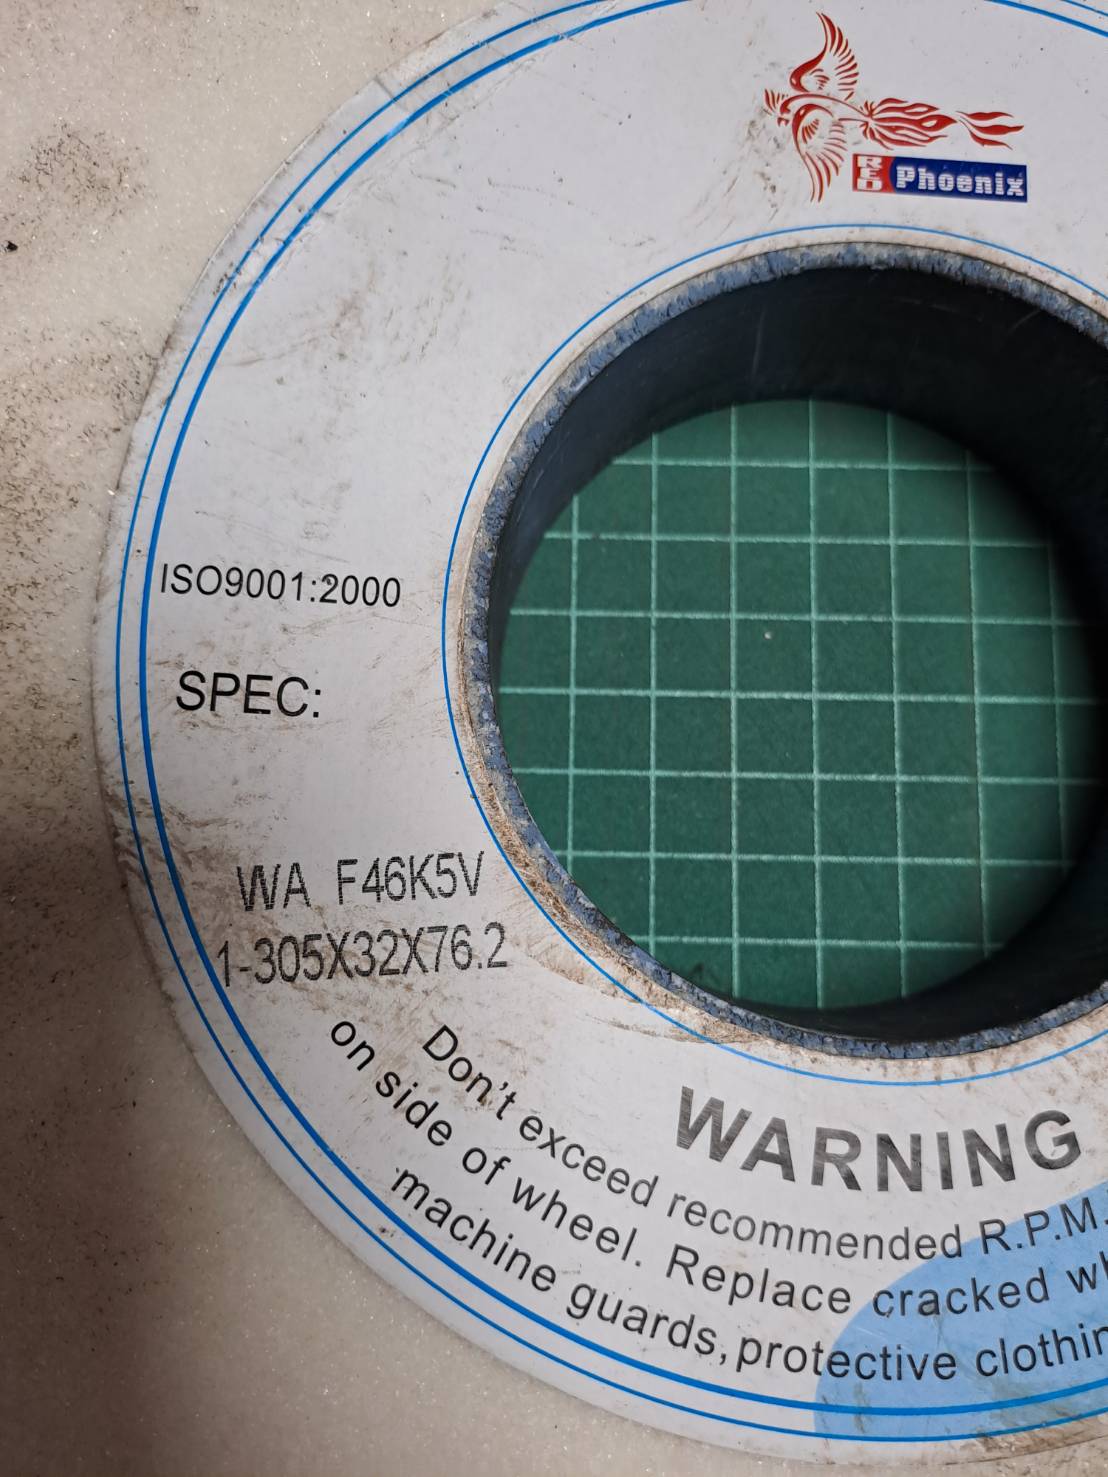 RED Phoenix
ISO9001:2000
SPEC:
WA F46K5V
1-305X32X76.2
WARNING
Don't exceed recommended R.P.M.
on side of wheel. Replace cracked
machine guards, protective